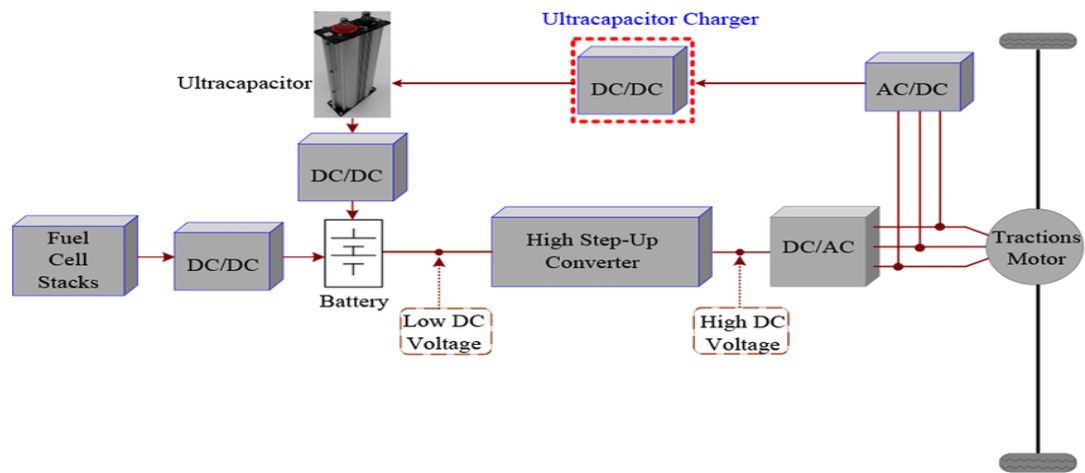 Ultracapacitor Charger
Ultracapacitor
DC/DC
AC/DC
DC/DC
Fuel
Cell
Stacks
DC/DC
Battery
High Step-Up
Converter
DC/AC
Tractions
Motor
Low DC
Voltage
High DC
Voltage